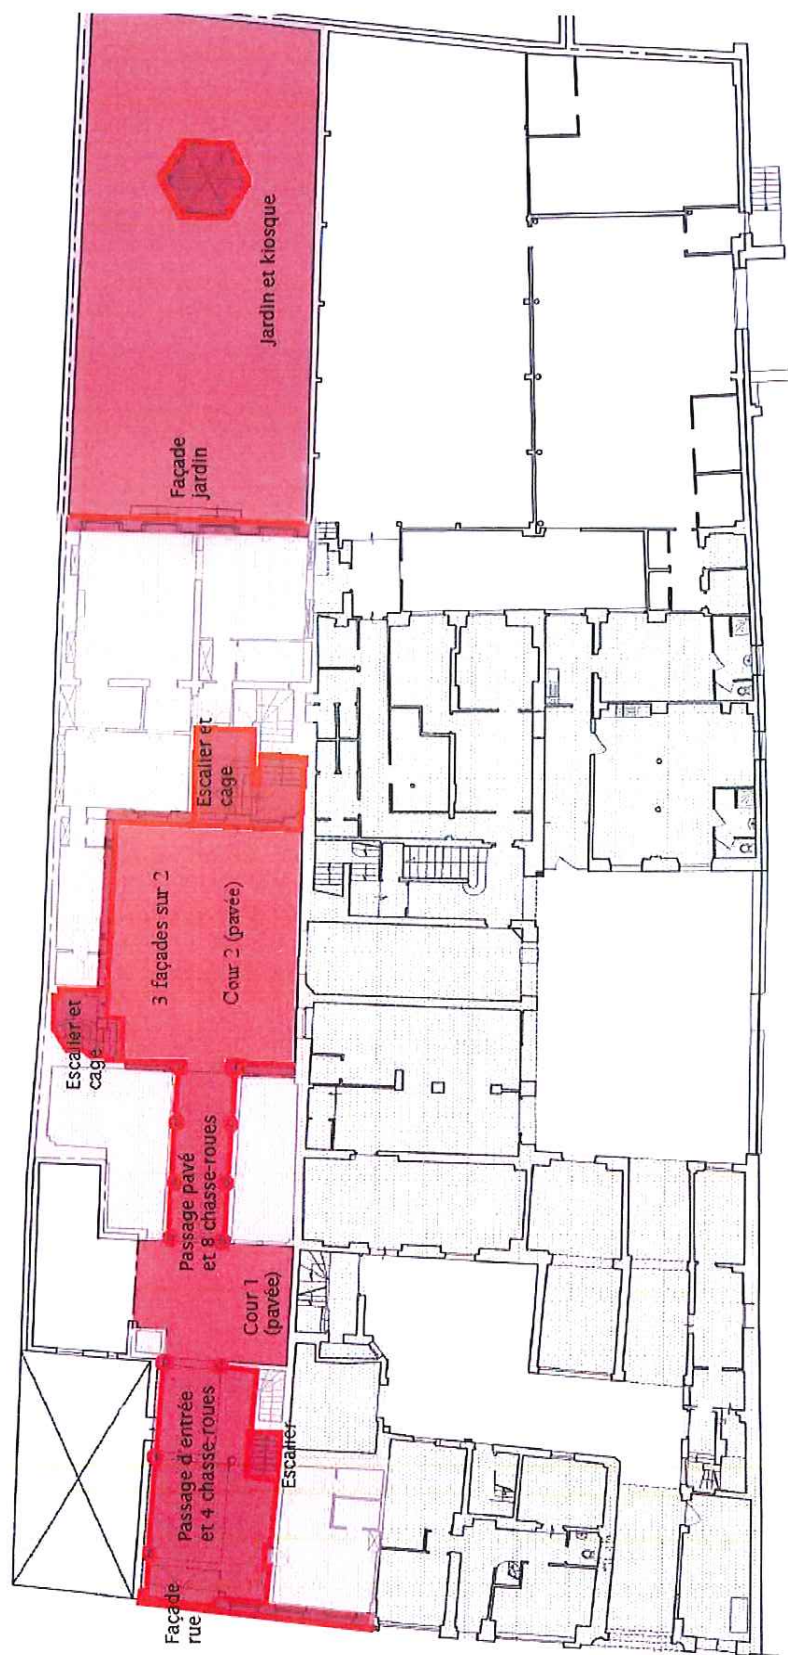 Jardin et kiosque
Façade
jardin
Escalier et
cage
3 façades sur 2
Cour 2 (pavée)
Escalier et
cage
Passage pavé
et 8 chasse-roues
Cour 1
(pavée)
Passage d'entrée
et 4 chasse-roues
Escalier
Façade
rue